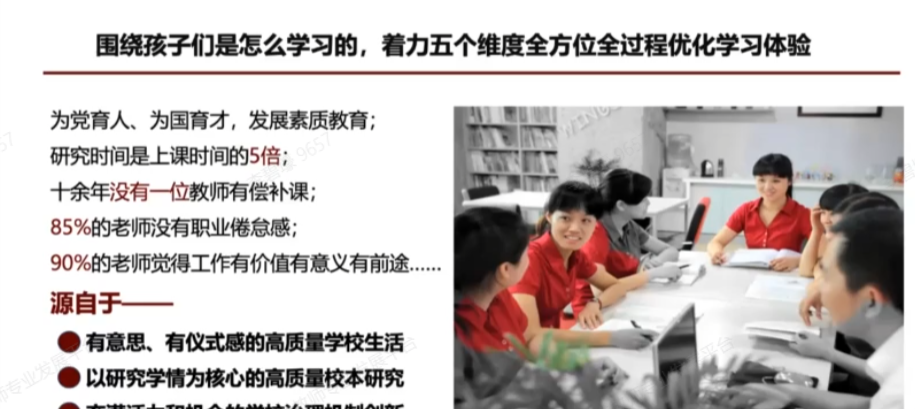 围绕孩子们是怎么学习的，着力五个维度全方位全过程优化学习体验
为党育人、为国育才，发展素质教育；
研究时间是上课时间的5倍；
十余年没有一位教师有偿补课；
85%的老师没有职业倦怠感；
90%的老师觉得工作有价值有意义有前途……
源自于——
有意思、有仪式感的高质量学校生活
以研究学情为核心的高质量校本研究